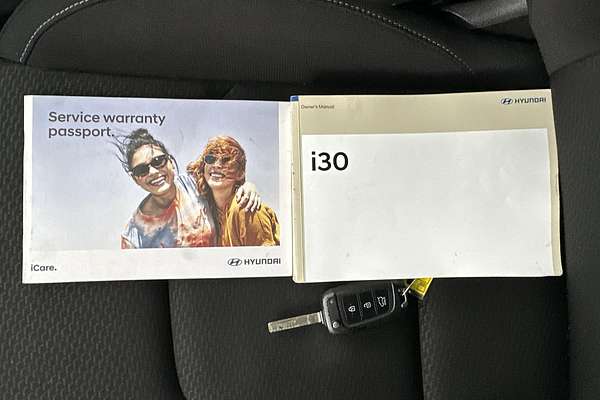 Service warranty
passport.
iCare.
HYUNDAI
Owner's Manual
HYUNDAI
i30